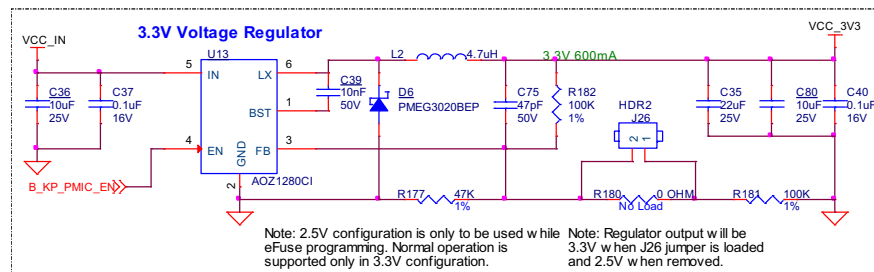 3.3V Voltage Regulator
VCC_IN
VCC_3V3
U13
L2
4.7uH
3.3V 600mA
5
IN
LX
6
C36
10uF
25V
C37
0.1uF
16V
C39
10nF
50V
D6
PMEG3020BEP
C75
47pF
50V
R182
100K
1%
HDR2
J26
2
1
C35
22uF
25V
C80
10uF
25V
C40
0.1uF
16V
BST
1
4
EN
FB
3
GND
2
AOZ1280CI
B_KP_PMIC_EN
R177
47K
1%
R180
0 OHM
No Load
R181
100K
1%
Note: 2.5V configuration is only to be used while
eFuse programming. Normal operation is
supported only in 3.3V configuration.
Note: Regulator output will be
3.3V when J26 jumper is loaded
and 2.5V when removed.